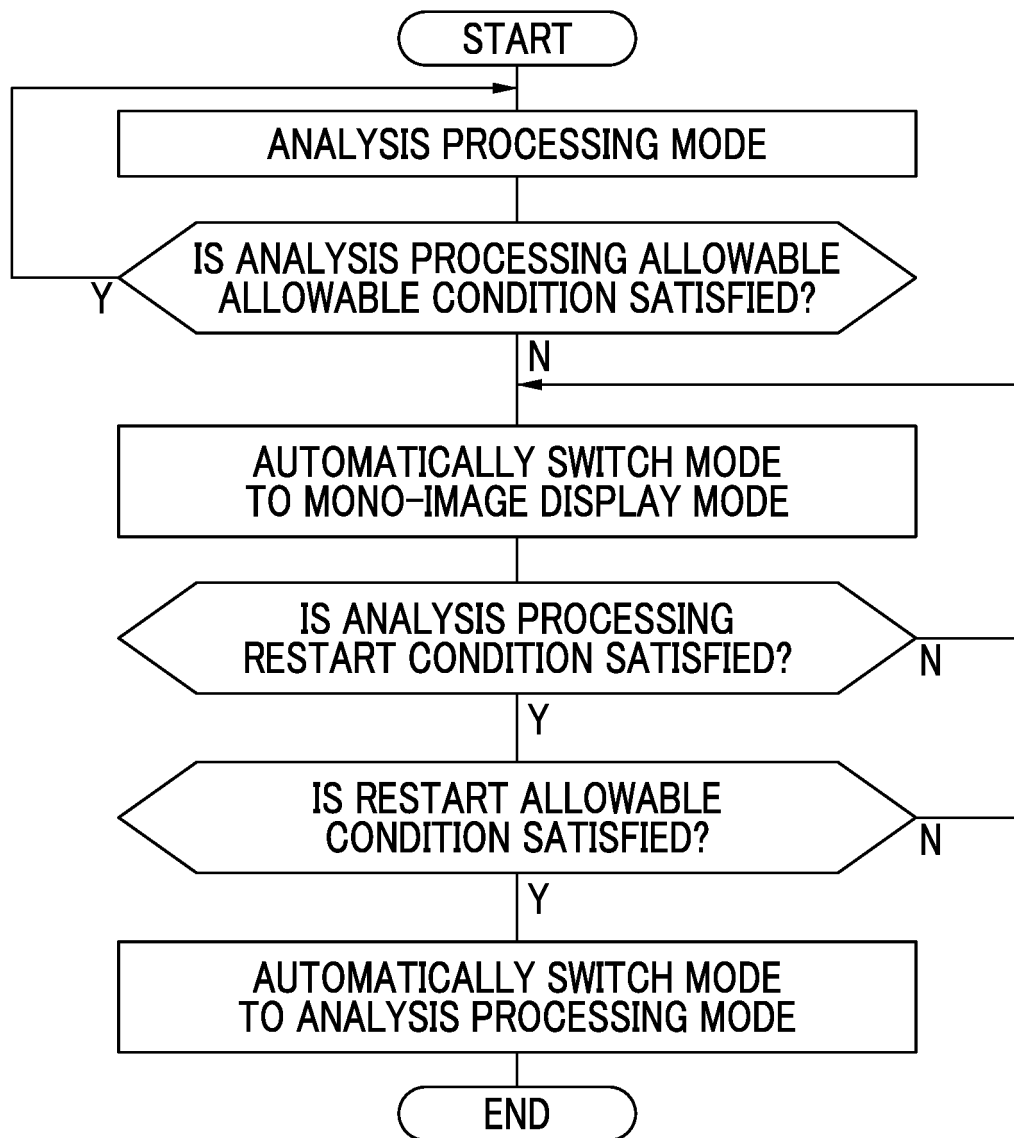 START
ANALYSIS PROCESSING MODE
IS ANALYSIS PROCESSING ALLOWABLE
ALLOWABLE CONDITION SATISFIED?
Y
N
AUTOMATICALLY SWITCH MODE
TO MONO-IMAGE DISPLAY MODE
IS ANALYSIS PROCESSING
RESTART CONDITION SATISFIED?
N
Y
IS RESTART ALLOWABLE
CONDITION SATISFIED?
N
Y
AUTOMATICALLY SWITCH MODE
TO ANALYSIS PROCESSING MODE
END